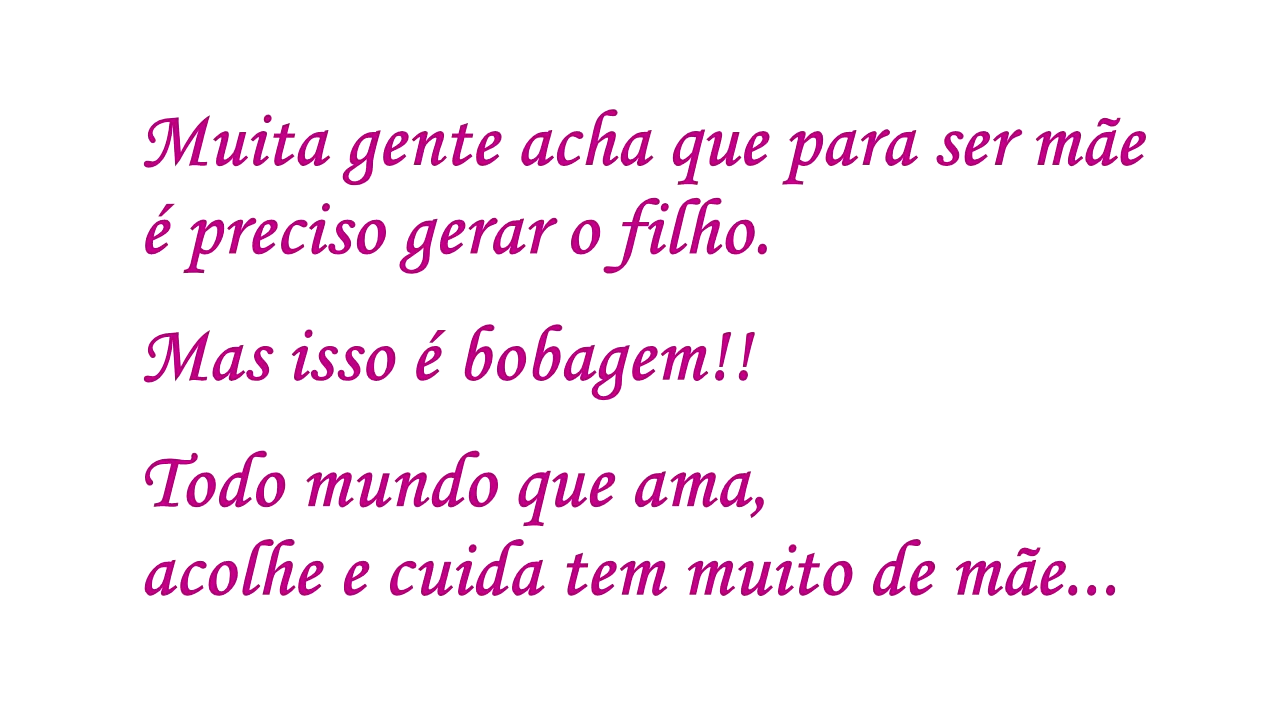 Muita gente acha que para ser mãe
é preciso gerar o filho.
Mas isso é bobagem!!
Todo mundo que ama,
acolhe e cuida tem muito de mãe...